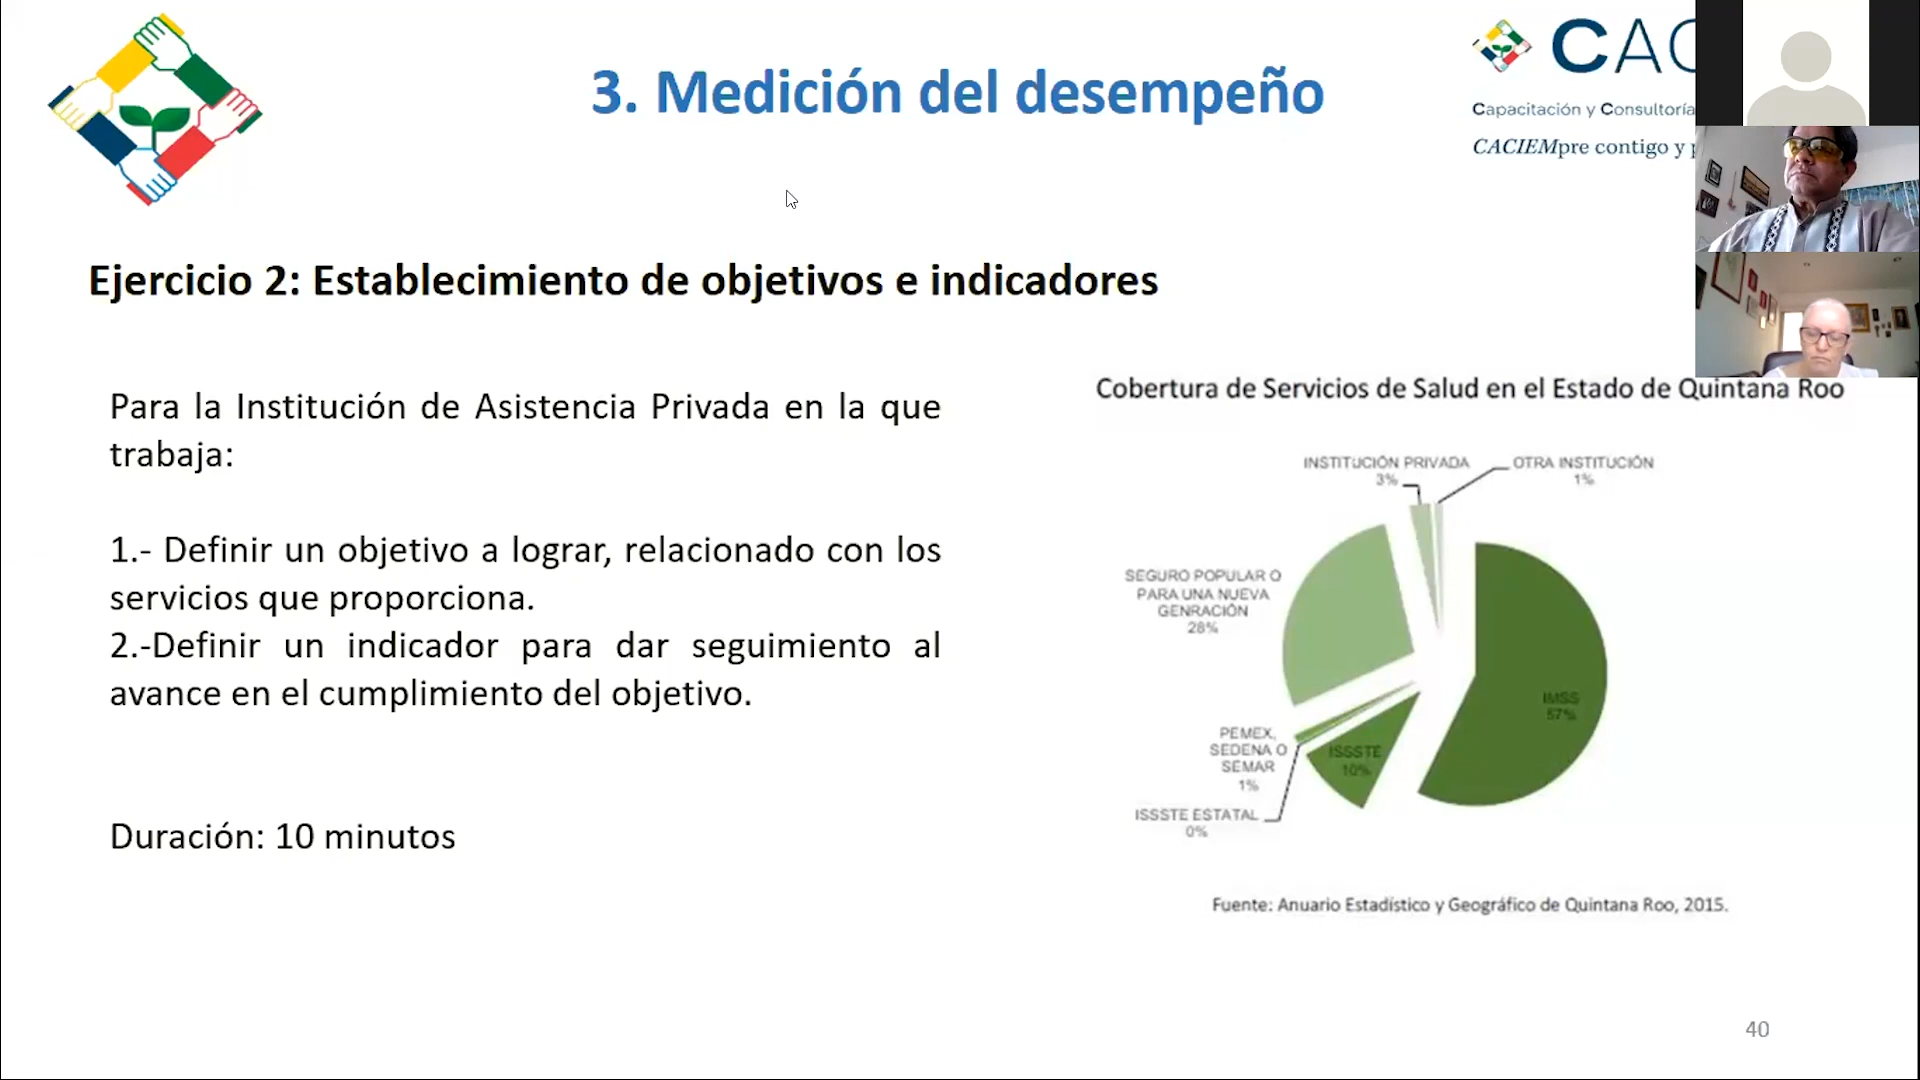 3. Medición del desempeño
CAC
Capacitación y Consultoría
CACIEMpre contigo y p
Ejercicio 2: Establecimiento de objetivos e indicadores
Para la Institución de Asistencia Privada en la que
trabaja:
1.- Definir un objetivo a lograr, relacionado con los
servicios que proporciona.
2.-Definir un indicador para dar seguimiento al
avance en el cumplimiento del objetivo.
Duración: 10 minutos
Cobertura de Servicios de Salud en el Estado de Quintana Roo
INSTITUCIÓN PRIVADA
3%
OTRA INSTITUCIÓN
1%
SEGURO POPULAR O
PARA UNA NUEVA
GENRACIÓN
28%
IMSS
57%
PEMEX,
SEDENA O
SEMAR
1%
ISSSTE
10%
ISSSTE ESTATAL
0%
Fuente: Anuario Estadístico y Geográfico de Quintana Roo, 2015.
40